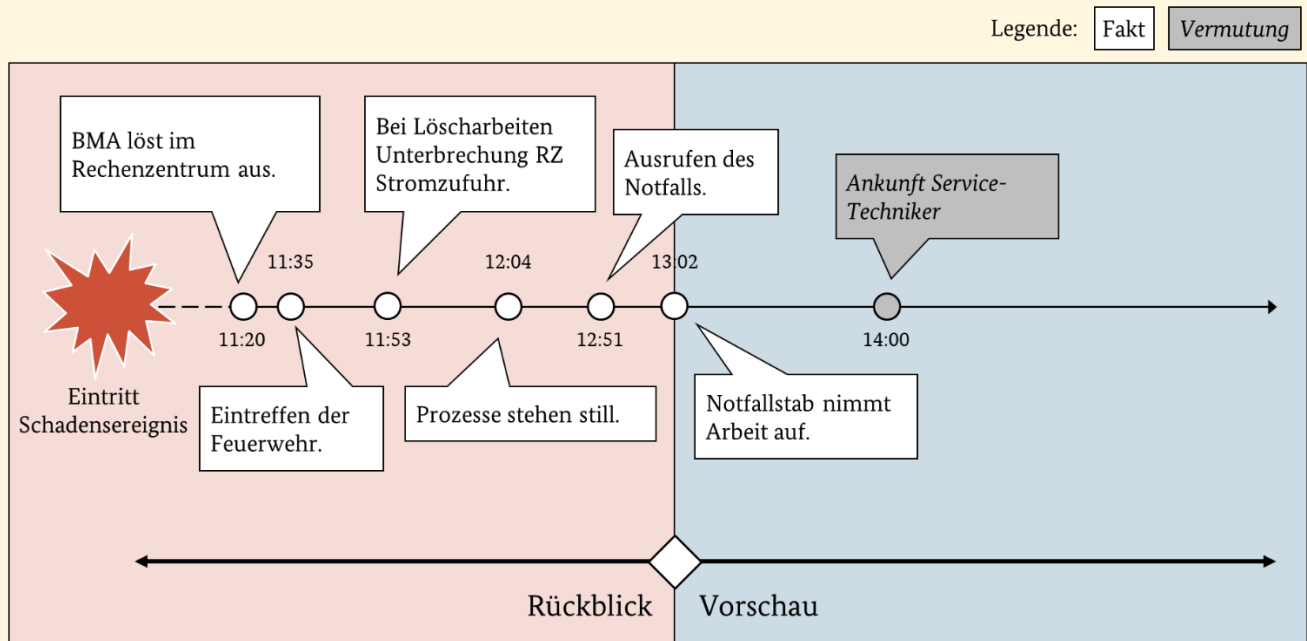 Legende: Fakt Vermutung
BMA löst im
Rechenzentrum aus.
Bei Löscharbeiten
Unterbrechung RZ
Stromzufuhr.
Ausrufen des
Notfalls.
Ankunft Service-
Techniker
11:35
12:04
13:02
11:20
11:53
12:51
14:00
Eintritt
Schadensereignis
Eintreffen der
Feuerwehr.
Prozesse stehen still.
Notfallstab nimmt
Arbeit auf.
Rückblick
Vorschau